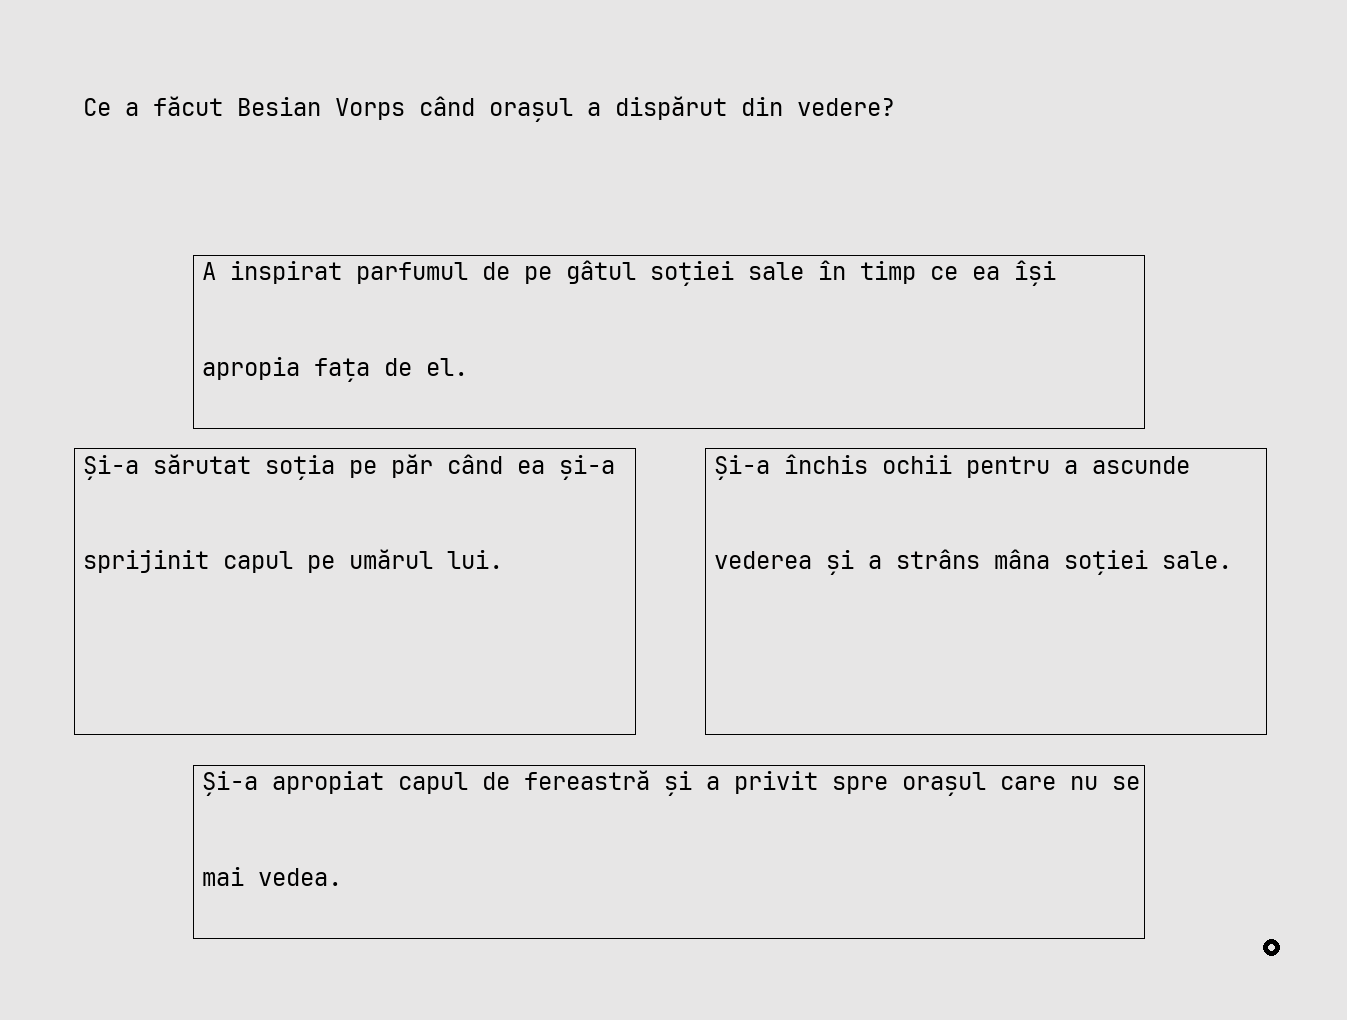 Ce a făcut Besian Vorps când orașul a dispărut din vedere?
A inspirat parfumul de pe gâtul soției sale în timp ce ea își
apropia fața de el.
Și-a sărutat soția pe păr când ea și-a
sprijinit capul pe umărul lui.
Și-a închis ochii pentru a ascunde
vederea și a strâns mâna soției sale.
Și-a apropiat capul de fereastră și a privit spre orașul care nu se
mai vedea.